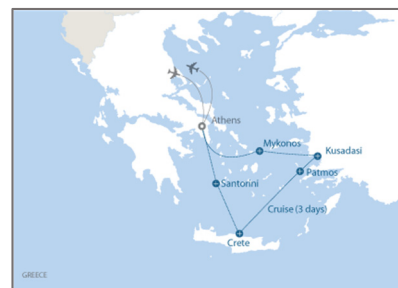 Athens
Mykonos
Kusadasi
Patmos
Santorini
Cruise (3 days)
Crete
GREECE